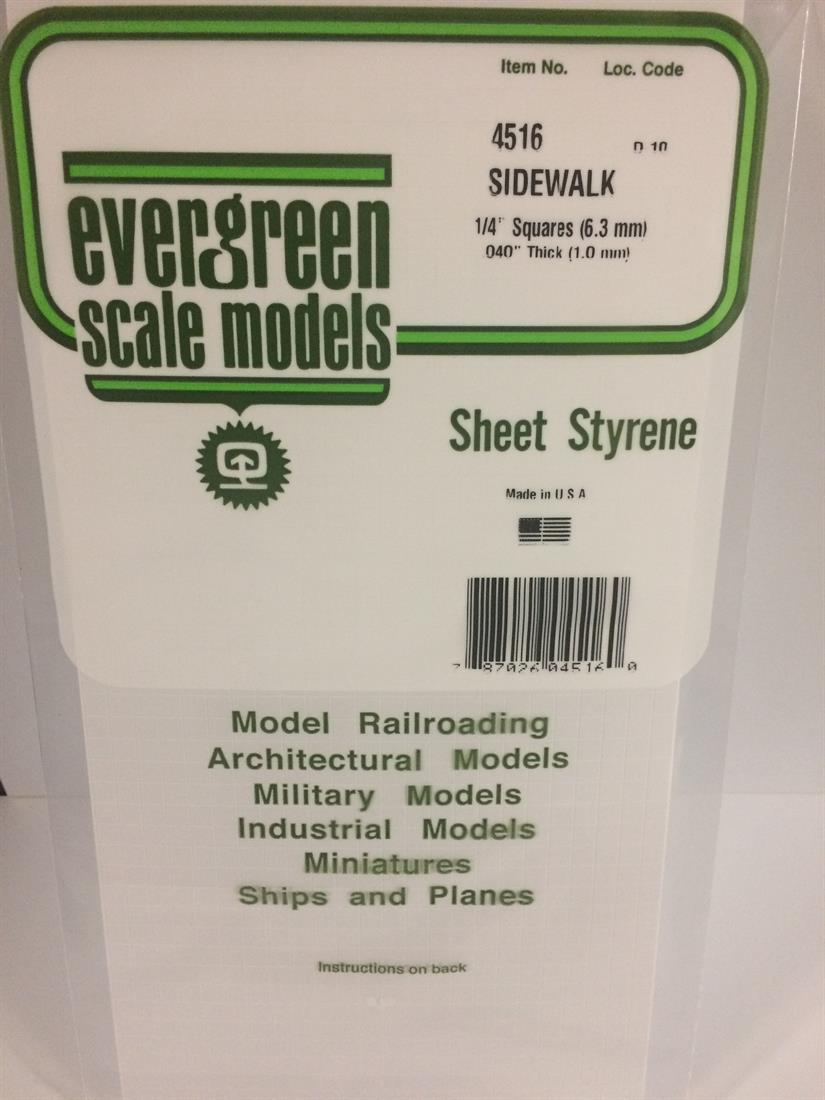 Item No. Loc. Code
4516 D 10
SIDEWALK
1/4" Squares (6.3 mm)
.040" Thick (1.0 mm)
evergreen
scale models
Sheet Styrene
Made in U S A
7 87026 04516 0
Model Railroading
Architectural Models
Military Models
Industrial Models
Miniatures
Ships and Planes
Instructions on back